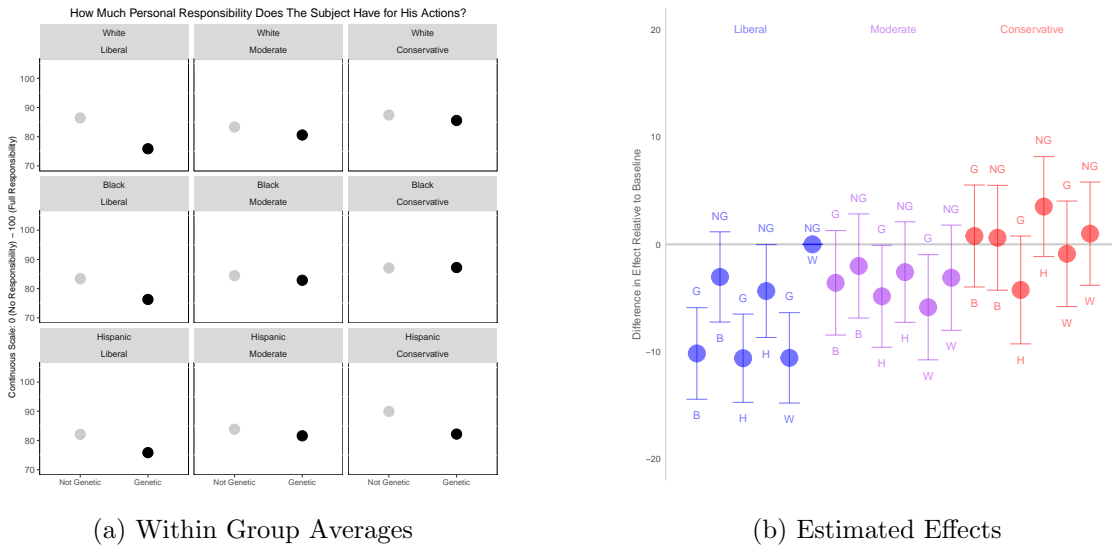 How Much Personal Responsibility Does The Subject Have for His Actions?
Continuous Scale: 0 (No Responsibility) − 100 (Full Responsibility)
White
Liberal
White
Moderate
White
Conservative
100
90
80
70
Black
Liberal
Black
Moderate
Black
Conservative
100
90
80
70
Hispanic
Liberal
Hispanic
Moderate
Hispanic
Conservative
100
90
80
70
Not Genetic Genetic Not Genetic Genetic Not Genetic Genetic
(a) Within Group Averages
Difference in Effect Relative to Baseline
20
10
0
−10
−20
Liberal Moderate Conservative
G
B
NG
B
G
H
NG
H
G
W
NG
W
G
B
NG
B
G
H
NG
H
G
W
NG
W
G
B
NG
B
G
H
NG
H
G
W
NG
W
(b) Estimated Effects